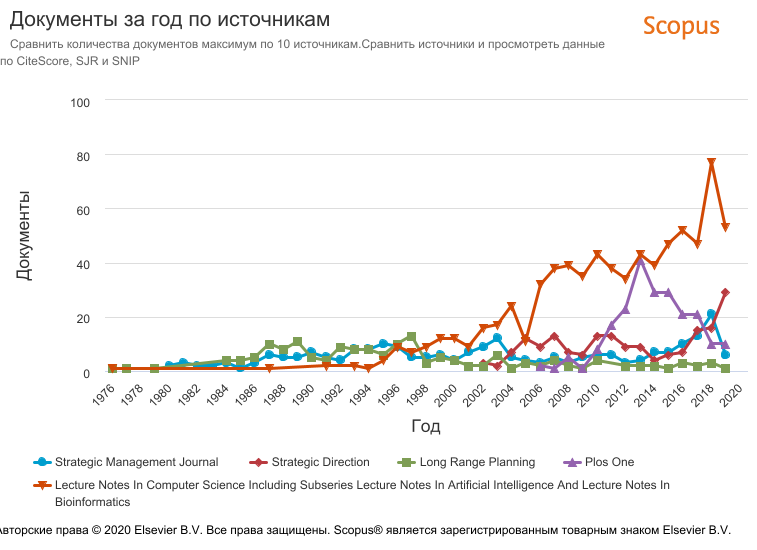 Документы за год по источникам
Scopus
Сравнить количества документов максимум по 10 источникам.Сравнить источники и просмотреть данные
по CiteScore, SJR и SNIP
100
80
60
40
20
0
Документы
1976 1978 1980 1982 1984 1986 1988 1990 1992 1994 1996 1998 2000 2002 2004 2006 2008 2010 2012 2014 2016 2018 2020
Год
Strategic Management Journal Strategic Direction Long Range Planning Plos One
Lecture Notes In Computer Science Including Subseries Lecture Notes In Artificial Intelligence And Lecture Notes In
Bioinformatics
Авторские права © 2020 Elsevier B.V. Все права защищены. Scopus® является зарегистрированным товарным знаком Elsevier B.V.